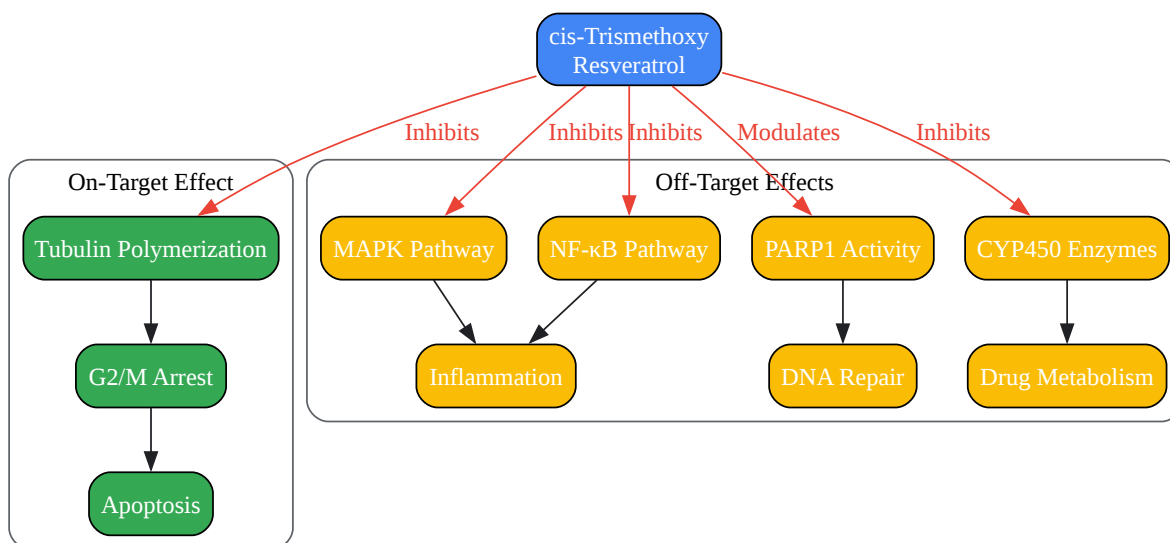 cis-Trismethoxy
Resveratrol
Inhibits
Inhibits
Inhibits
Modulates
Inhibits
On-Target Effect
Off-Target Effects
Tubulin Polymerization
MAPK Pathway
NF-κB Pathway
PARP1 Activity
CYP450 Enzymes
G2/M Arrest
Inflammation
DNA Repair
Drug Metabolism
Apoptosis